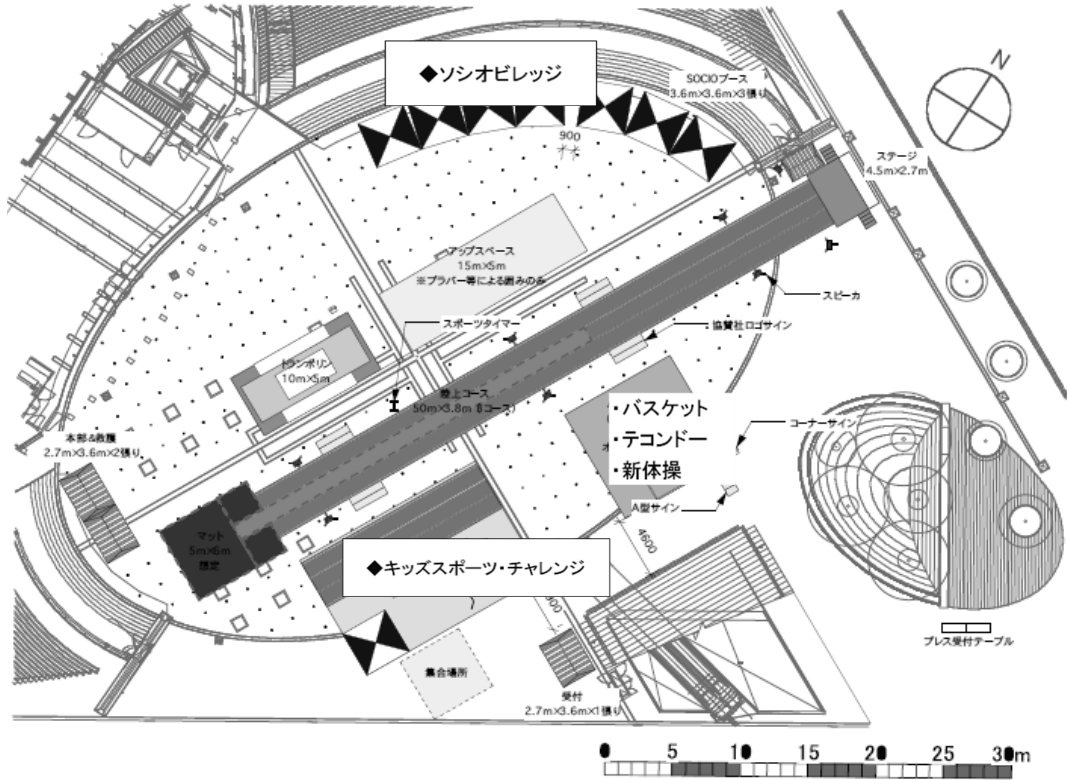 ◆ソシオビレッジ
SOCIOブース
3.6m×3.6m×3張り
N
900
ステージ
4.5m×2.7m
アップスペース
15m×5m
※プラバー等による囲みのみ
スピーカ
スポーツタイマー
協賛社ロゴサイン
トランポリン
10m×5m
陸上コース
50m×3.8m
・バスケット
・テコンドー
・新体操
コーナーサイン
本部&救護
2.7m×3.6m×2張り
A型サイン
マット
5m×6m
想定
4600
◆キッズスポーツ・チャレンジ
プレス受付テーブル
集合場所
受付
2.7m×3.6m×1張り
0 5 10 15 20 25 30m